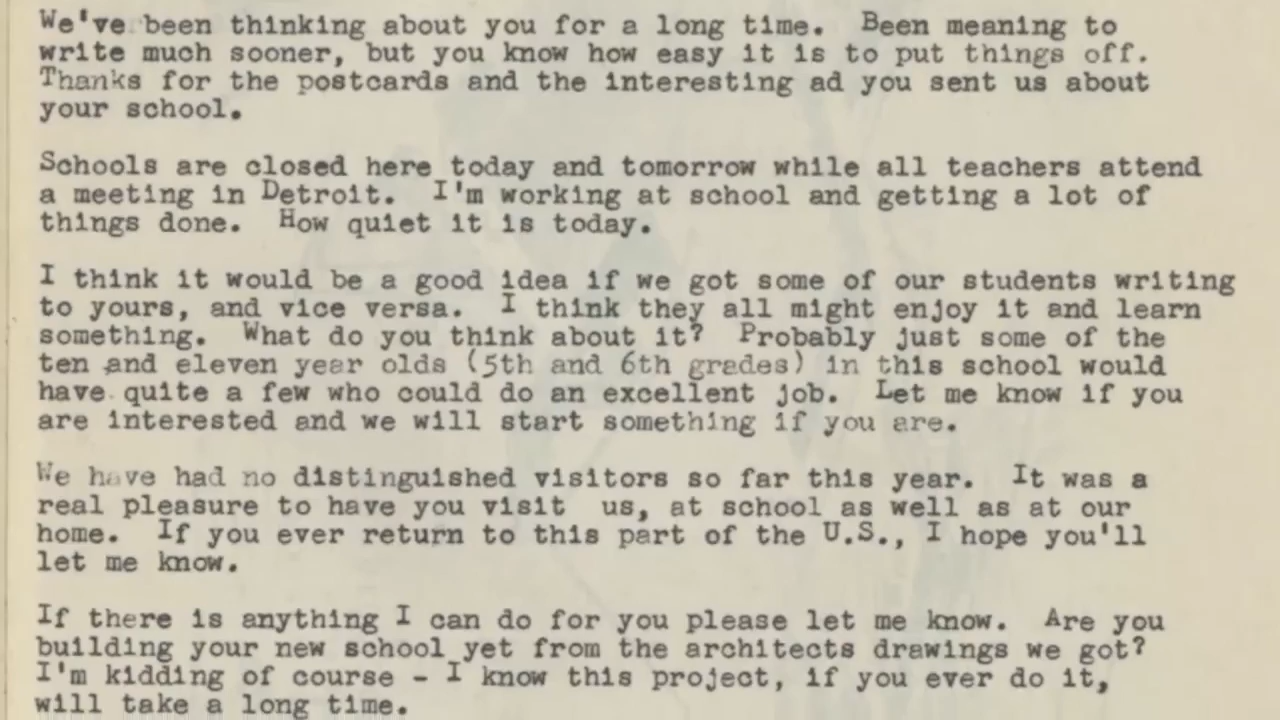 We've been thinking about you for a long time.  Been meaning to
write much sooner, but you know how easy it is to put things off.
Thanks for the postcards and the interesting ad you sent us about
your school.

Schools are closed here today and tomorrow while all teachers attend
a meeting in Detroit.  I'm working at school and getting a lot of
things done.  How quiet it is today.

I think it would be a good idea if we got some of our students writing
to yours, and vice versa.  I think they all might enjoy it and learn
something.  What do you think about it?  Probably just some of the
ten and eleven year olds (5th and 6th grades) in this school would
have quite a few who could do an excellent job.  Let me know if you
are interested and we will start something if you are.

We have had no distinguished visitors so far this year.  It was a
real pleasure to have you visit  us, at school as well as at our
home.  If you ever return to this part of the U.S., I hope you'll
let me know.

If there is anything I can do for you please let me know.  Are you
building your new school yet from the architects drawings we got?
I'm kidding of course - I know this project, if you ever do it,
will take a long time.